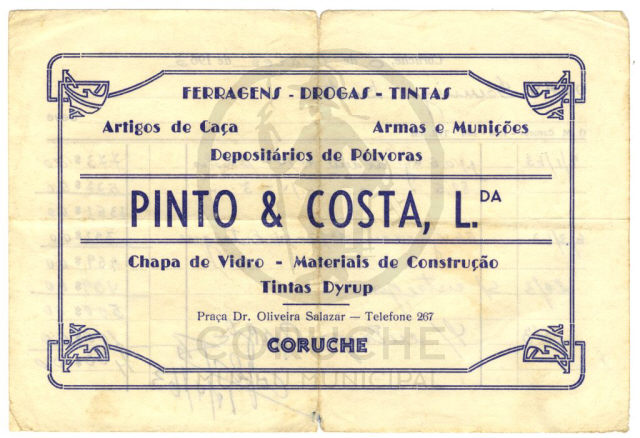 FERRAGENS - DROGAS - TINTAS
Artigos de Caça Armas e Munições
Depositários de Pólvoras
PINTO & COSTA, L.DA
Chapa de Vidro - Materiais de Construção
Tintas Dyrup
Praça Dr. Oliveira Salazar — Telefone 267
CORUCHE
CORUCHE
MUSEU MUNICIPAL